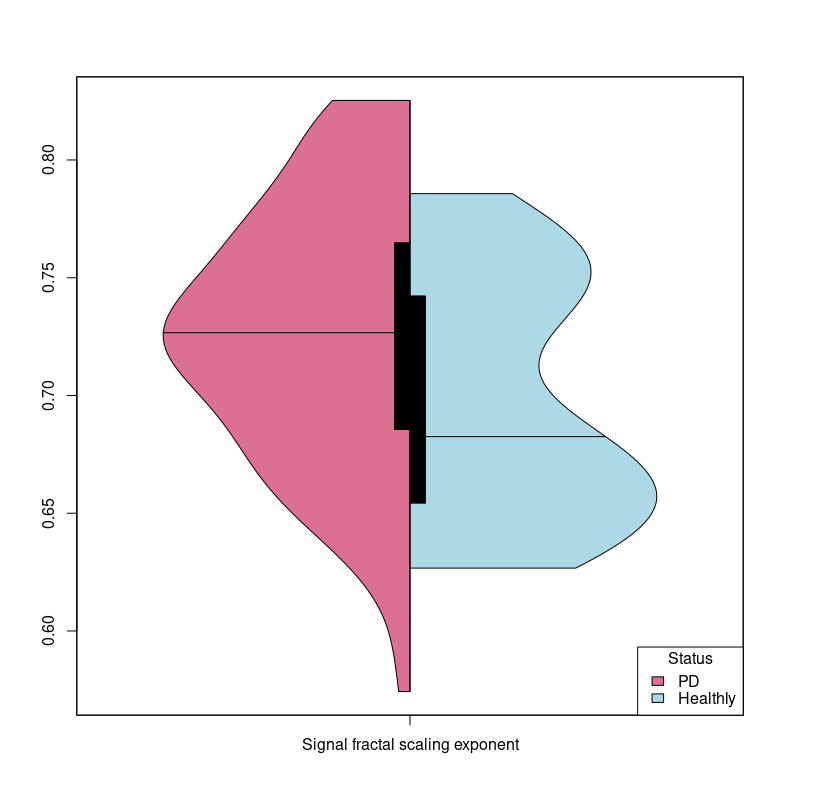 0.80
0.75
0.70
0.65
0.60
Status
PD
Healthly
Signal fractal scaling exponent